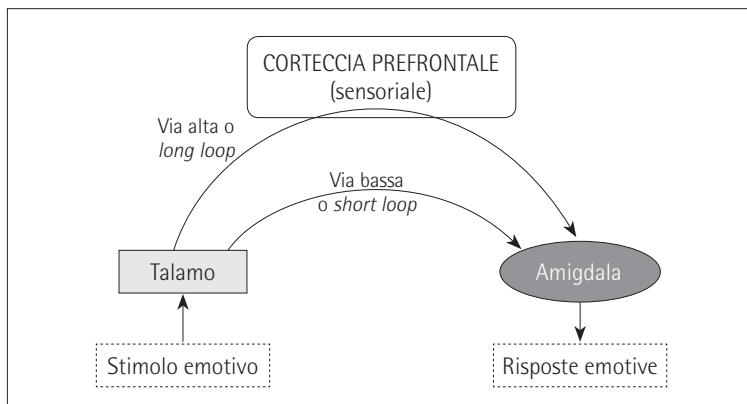 CORTECCIA PREFRONTALE
(sensoriale)
Via alta o
long loop
Via bassa
o short loop
Talamo
Amigdala
Stimolo emotivo
Risposte emotive